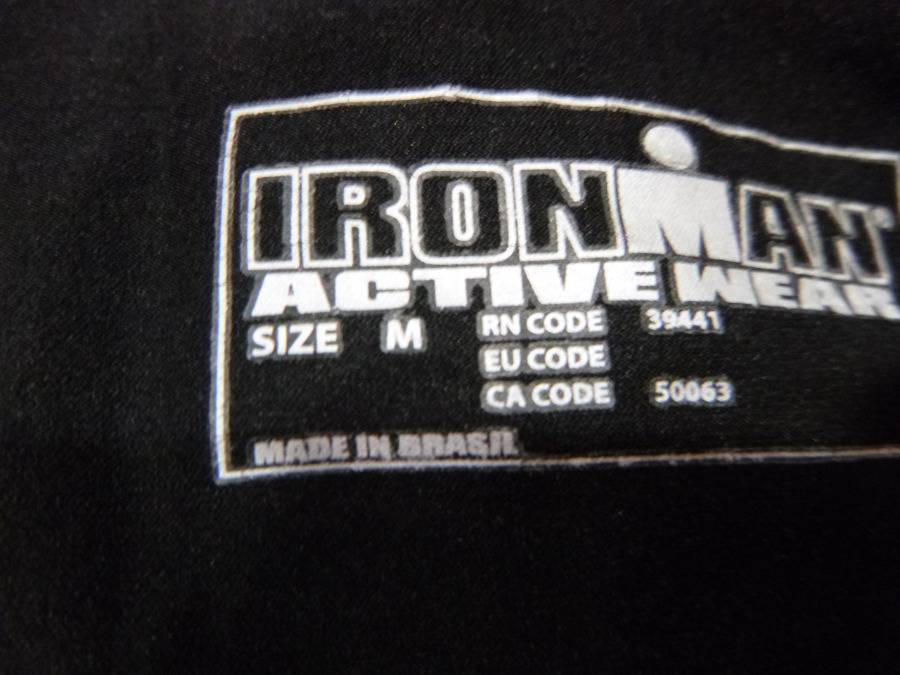 IRONMAN®
ACTIVE WEAR
SIZE M RN CODE 39441
EU CODE
CA CODE 50063
MADE IN BRASIL